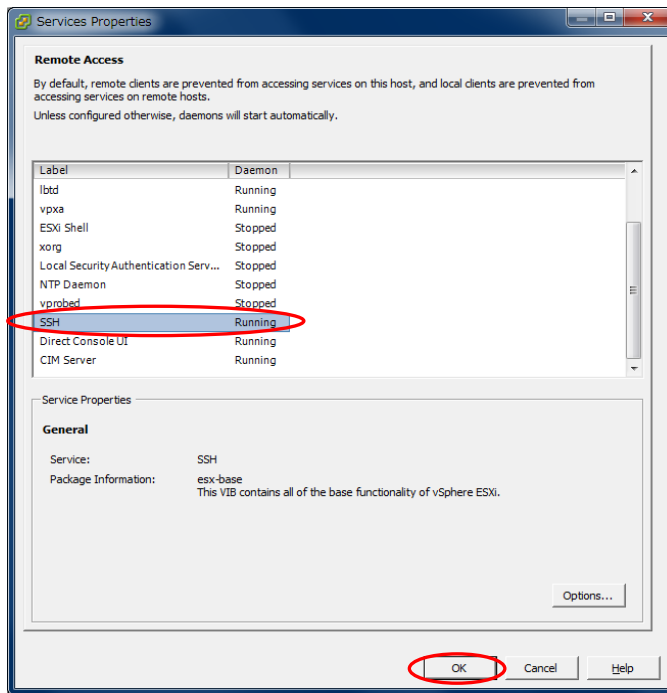 Services Properties
Remote Access
By default, remote clients are prevented from accessing services on this host, and local clients are prevented from
accessing services on remote hosts.
Unless configured otherwise, daemons will start automatically.
Label Daemon
lbtd Running
vpxa Running
ESXi Shell Stopped
xorg Stopped
Local Security Authentication Serv... Stopped
NTP Daemon Stopped
vprobed Stopped
SSH Running
Direct Console UI Running
CIM Server Running
Service Properties
General
Service: SSH
Package Information: esx-base
This VIB contains all of the base functionality of vSphere ESXi.
Options...
OK Cancel Help